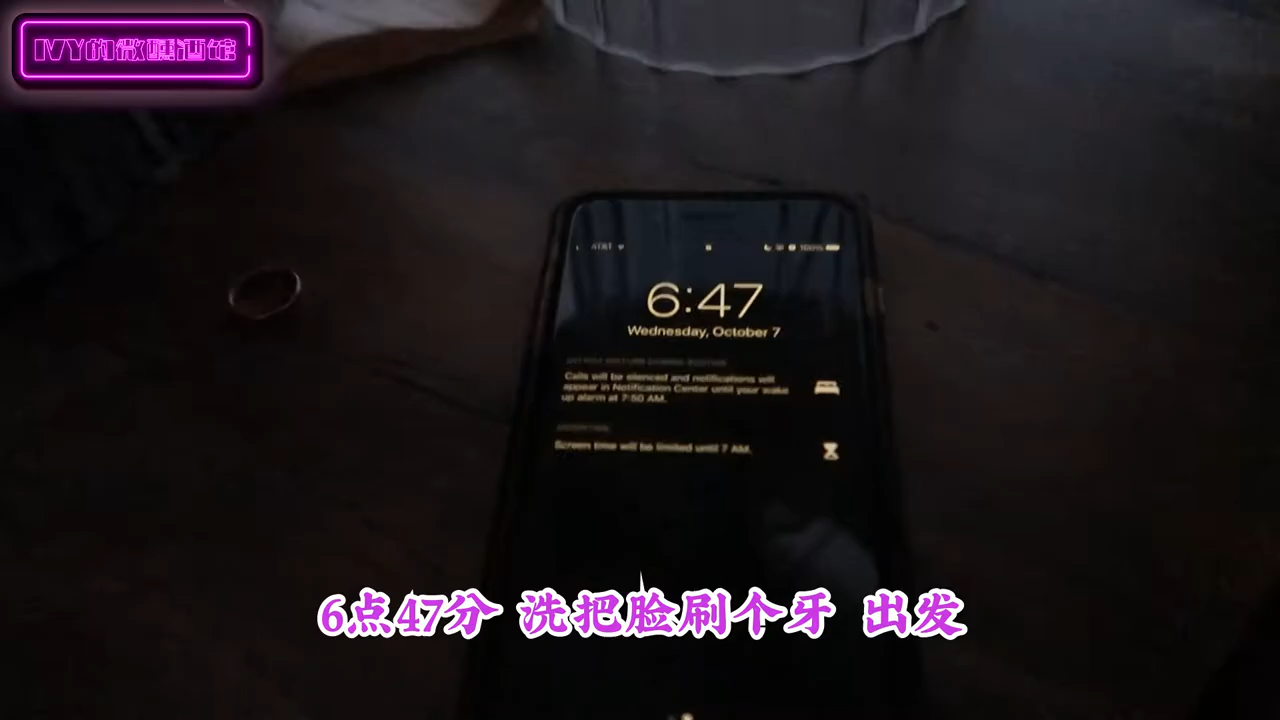 IVY的微醺酒馆
AT&T
100%
6:47
Wednesday, October 7
Calls will be silenced and notifications will
appear in Notification Center until your wake
up alarm at 7:50 AM.
Screen time will be limited until 7 AM.
6点47分 洗把脸刷个牙 出发